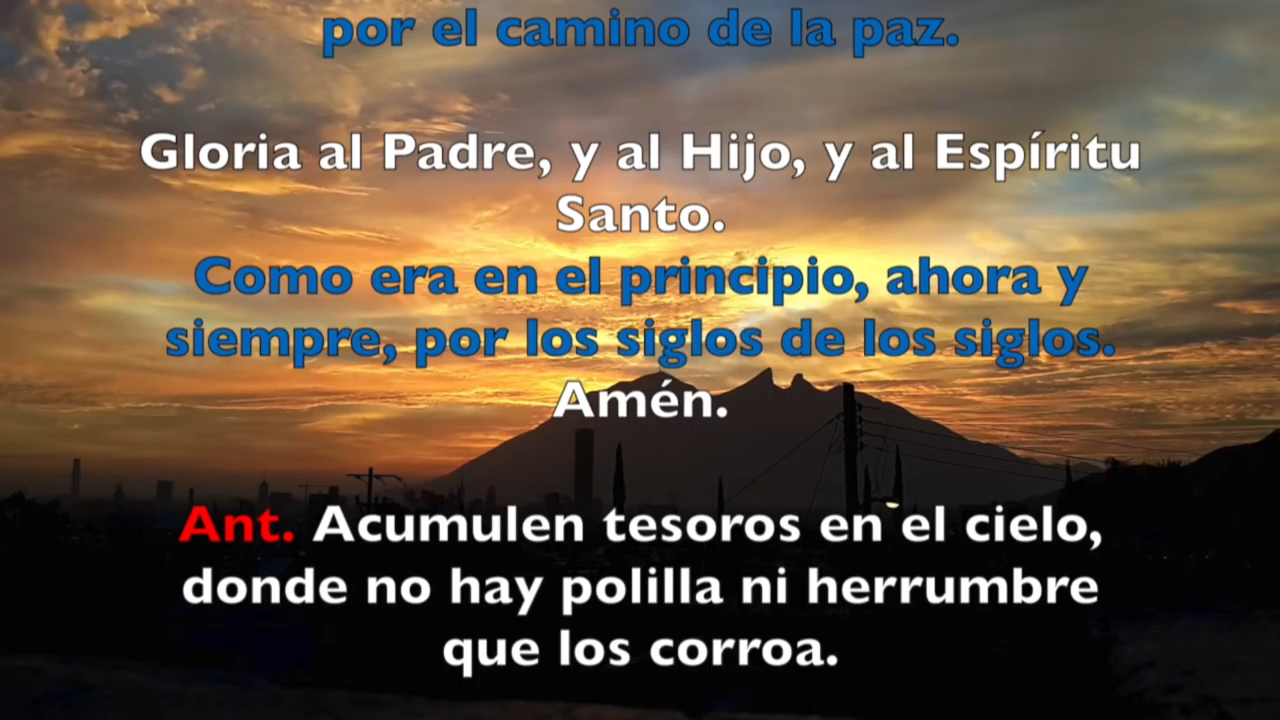 por el camino de la paz.
Gloria al Padre, y al Hijo, y al Espíritu
Santo.
Como era en el principio, ahora y
siempre, por los siglos de los siglos.
Amén.
Ant. Acumulen tesoros en el cielo,
donde no hay polilla ni herrumbre
que los corroa.